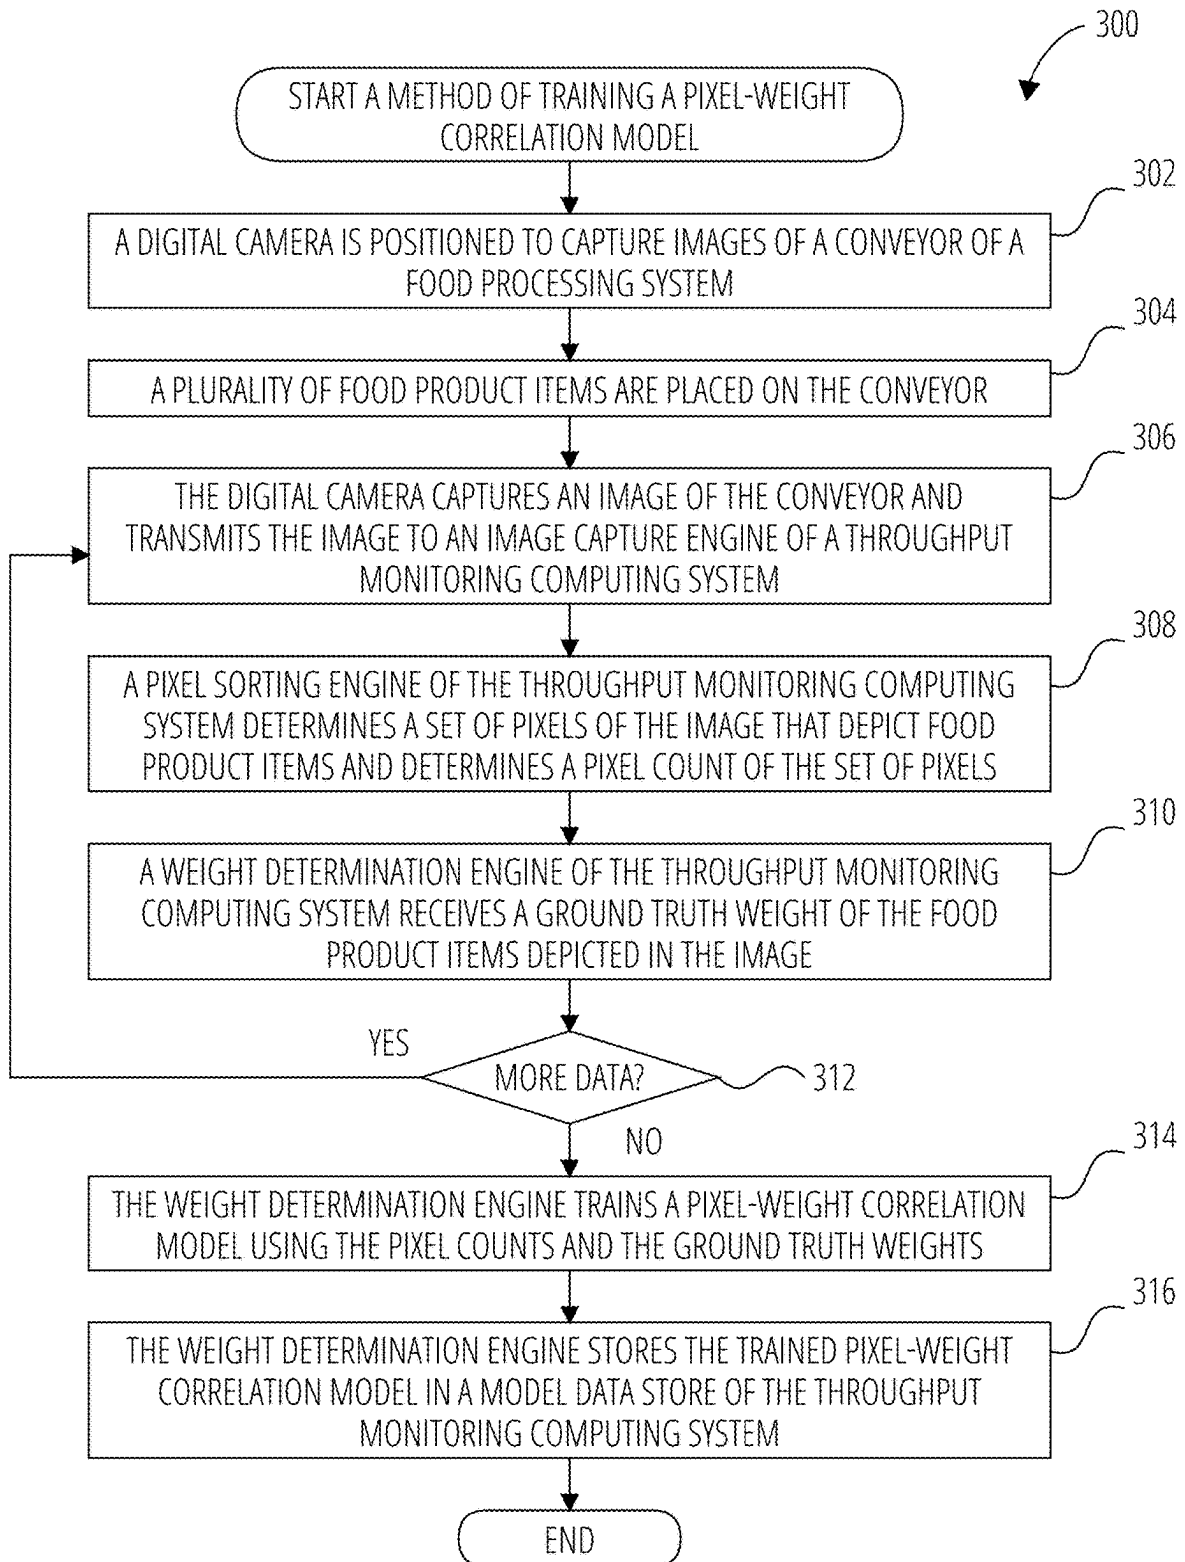 300
START A METHOD OF TRAINING A PIXEL-WEIGHT
CORRELATION MODEL
302
A DIGITAL CAMERA IS POSITIONED TO CAPTURE IMAGES OF A CONVEYOR OF A
FOOD PROCESSING SYSTEM
304
A PLURALITY OF FOOD PRODUCT ITEMS ARE PLACED ON THE CONVEYOR
306
THE DIGITAL CAMERA CAPTURES AN IMAGE OF THE CONVEYOR AND
TRANSMITS THE IMAGE TO AN IMAGE CAPTURE ENGINE OF A THROUGHPUT
MONITORING COMPUTING SYSTEM
308
A PIXEL SORTING ENGINE OF THE THROUGHPUT MONITORING COMPUTING
SYSTEM DETERMINES A SET OF PIXELS OF THE IMAGE THAT DEPICT FOOD
PRODUCT ITEMS AND DETERMINES A PIXEL COUNT OF THE SET OF PIXELS
310
A WEIGHT DETERMINATION ENGINE OF THE THROUGHPUT MONITORING
COMPUTING SYSTEM RECEIVES A GROUND TRUTH WEIGHT OF THE FOOD
PRODUCT ITEMS DEPICTED IN THE IMAGE
YES
MORE DATA?
312
NO
314
THE WEIGHT DETERMINATION ENGINE TRAINS A PIXEL-WEIGHT CORRELATION
MODEL USING THE PIXEL COUNTS AND THE GROUND TRUTH WEIGHTS
316
THE WEIGHT DETERMINATION ENGINE STORES THE TRAINED PIXEL-WEIGHT
CORRELATION MODEL IN A MODEL DATA STORE OF THE THROUGHPUT
MONITORING COMPUTING SYSTEM
END